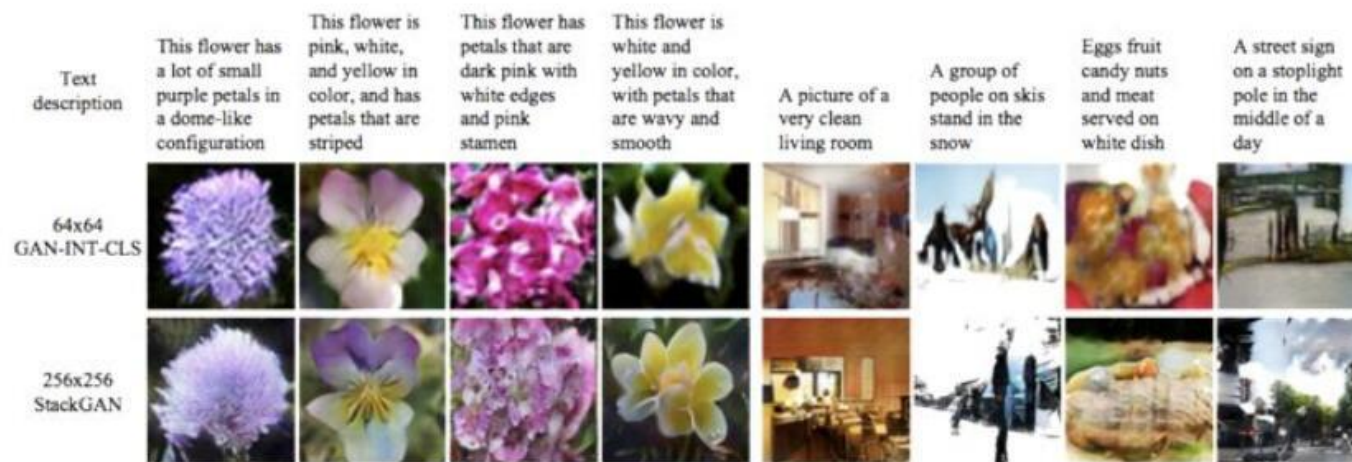 Text
description
This flower has
a lot of small
purple petals in
a dome-like
configuration
This flower is
pink, white,
and yellow in
color, and has
petals that are
striped
This flower has
petals that are
dark pink with
white edges
and pink
stamen
This flower is
white and
yellow in color,
with petals that
are wavy and
smooth
A picture of a
very clean
living room
A group of
people on skis
stand in the
snow
Eggs fruit
candy nuts
and meat
served on
white dish
A street sign
on a stoplight
pole in the
middle of a
day
64x64
GAN-INT-CLS
256x256
StackGAN